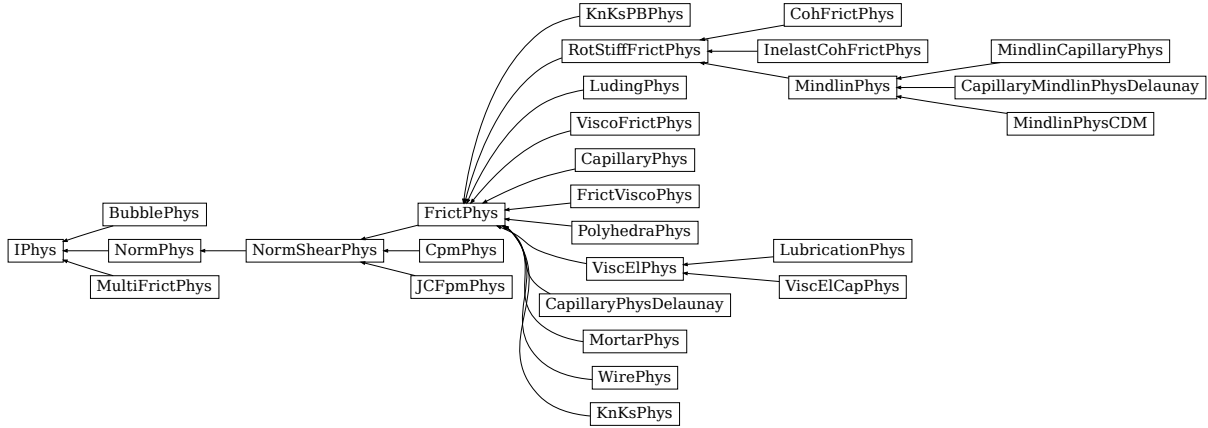 KnKsPBPhys
CohFrictPhys
RotStiffFrictPhys
InelastCohFrictPhys
MindlinCapillaryPhys
LudingPhys
MindlinPhys
CapillaryMindlinPhysDelaunay
ViscoFrictPhys
MindlinPhysCDM
CapillaryPhys
FrictViscoPhys
BubblePhys
FrictPhys
PolyhedraPhys
IPhys
NormPhys
NormShearPhys
CpmPhys
LubricationPhys
ViscElPhys
MultiFrictPhys
JCFpmPhys
ViscElCapPhys
CapillaryPhysDelaunay
MortarPhys
WirePhys
KnKsPhys